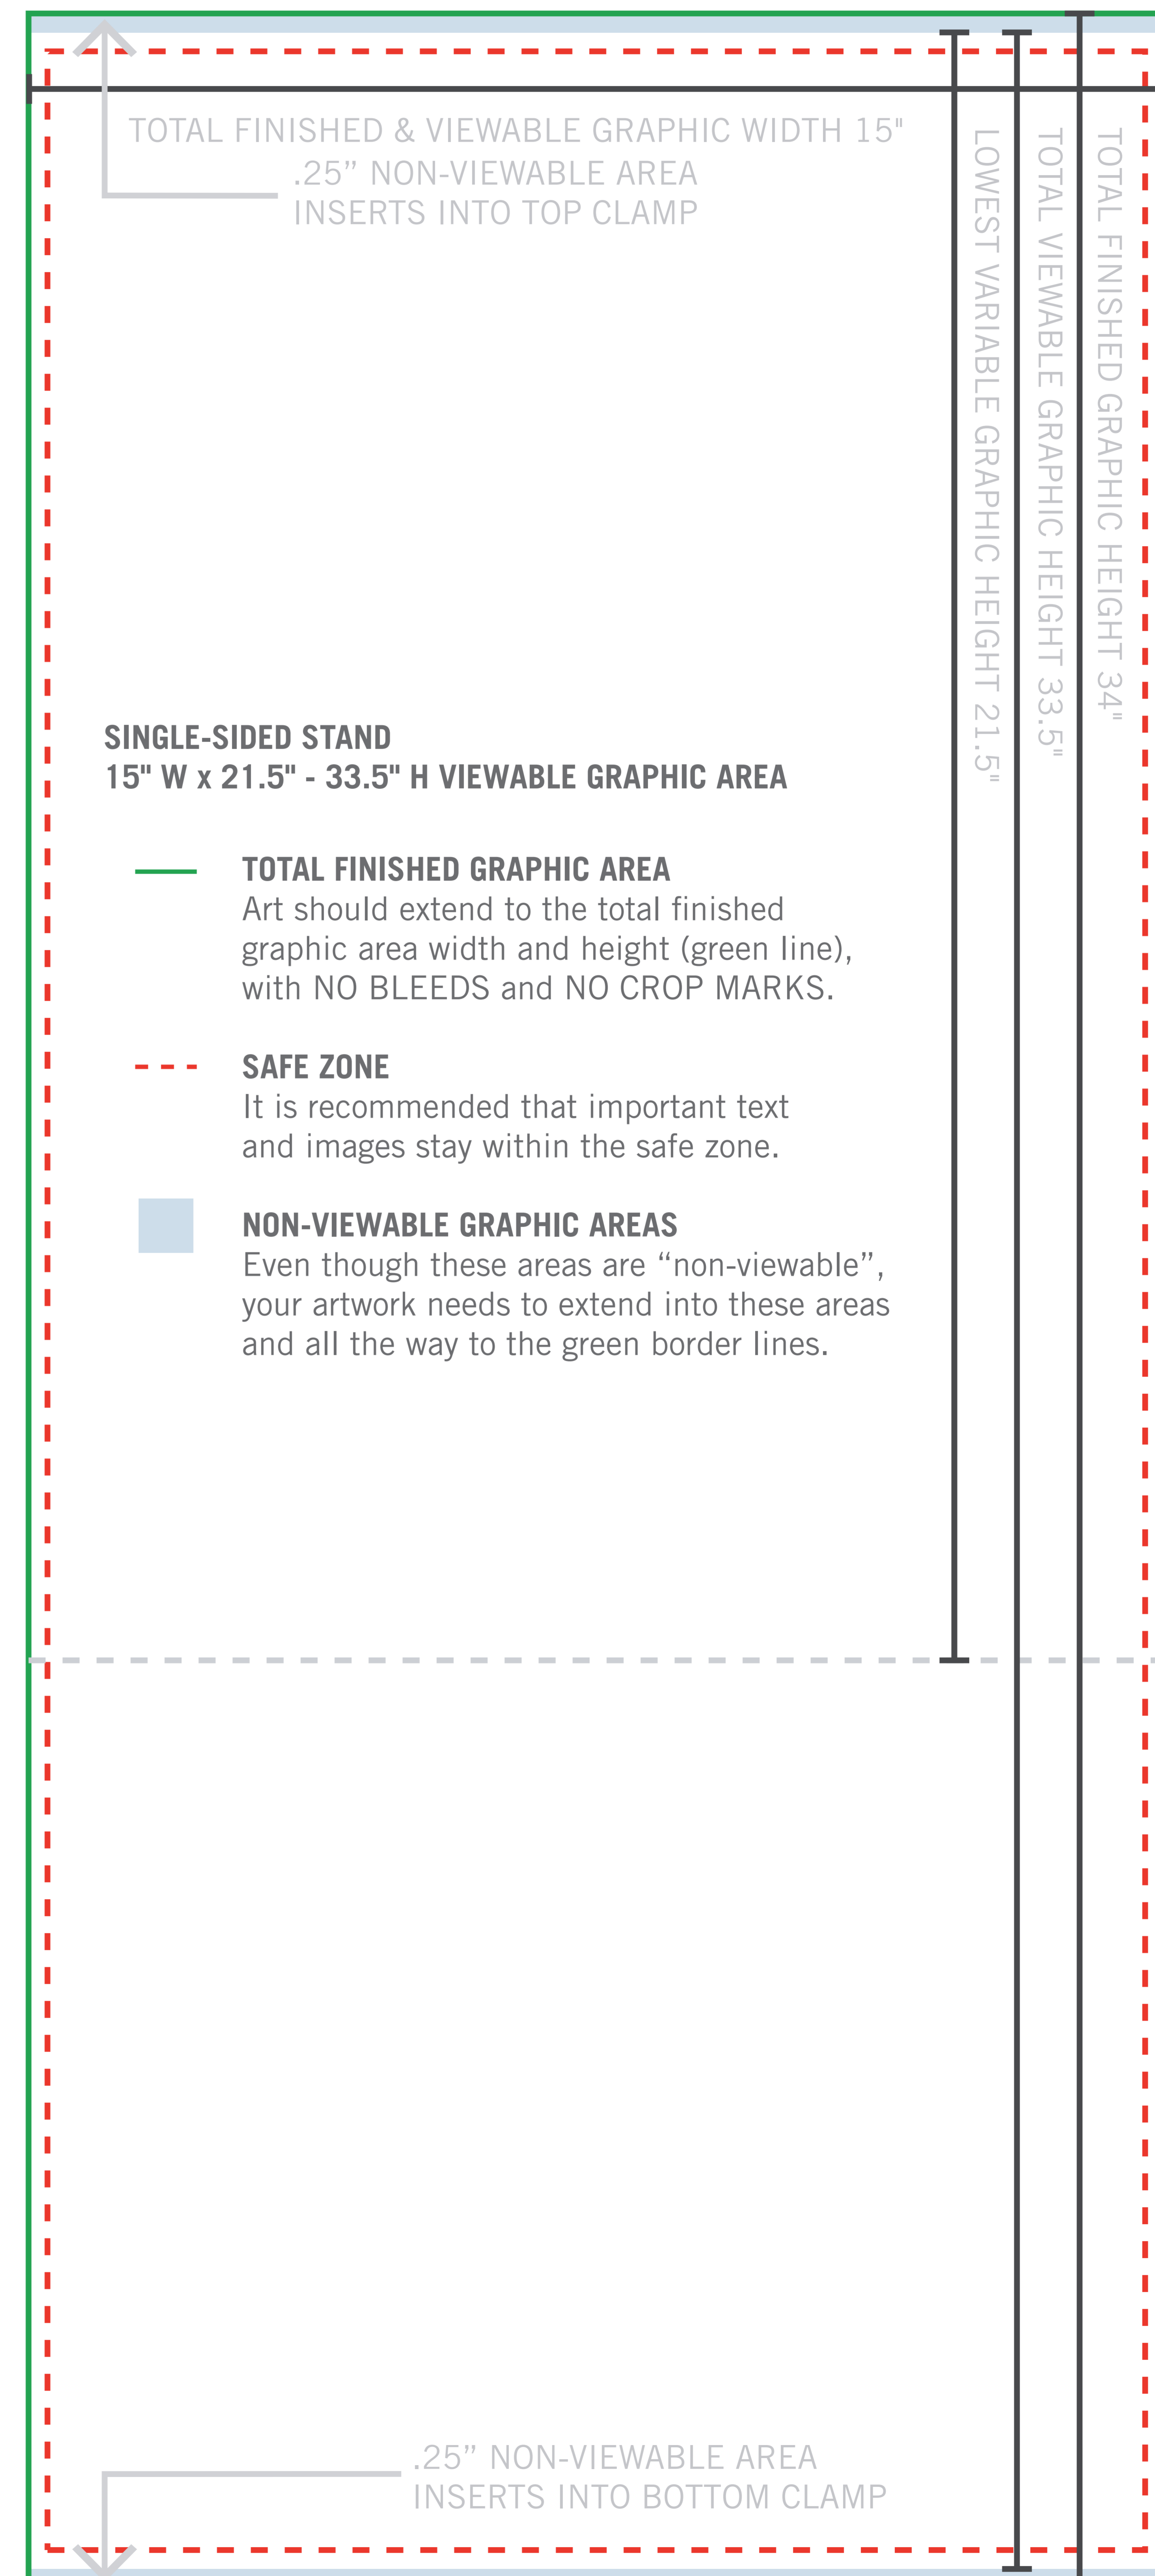 TOTAL FINISHED & VIEWABLE GRAPHIC WIDTH 15"
.25” NON-VIEWABLE AREA
INSERTS INTO TOP CLAMP
LOWEST VARIABLE GRAPHIC HEIGHT 21.5"
TOTAL VIEWABLE GRAPHIC HEIGHT 33.5"
TOTAL FINISHED GRAPHIC HEIGHT 34"
SINGLE-SIDED STAND
15" W x 21.5" - 33.5" H VIEWABLE GRAPHIC AREA
TOTAL FINISHED GRAPHIC AREA
Art should extend to the total finished
graphic area width and height (green line),
with NO BLEEDS and NO CROP MARKS.
SAFE ZONE
It is recommended that important text
and images stay within the safe zone.
NON-VIEWABLE GRAPHIC AREAS
Even though these areas are “non-viewable”,
your artwork needs to extend into these areas
and all the way to the green border lines.
.25” NON-VIEWABLE AREA
INSERTS INTO BOTTOM CLAMP